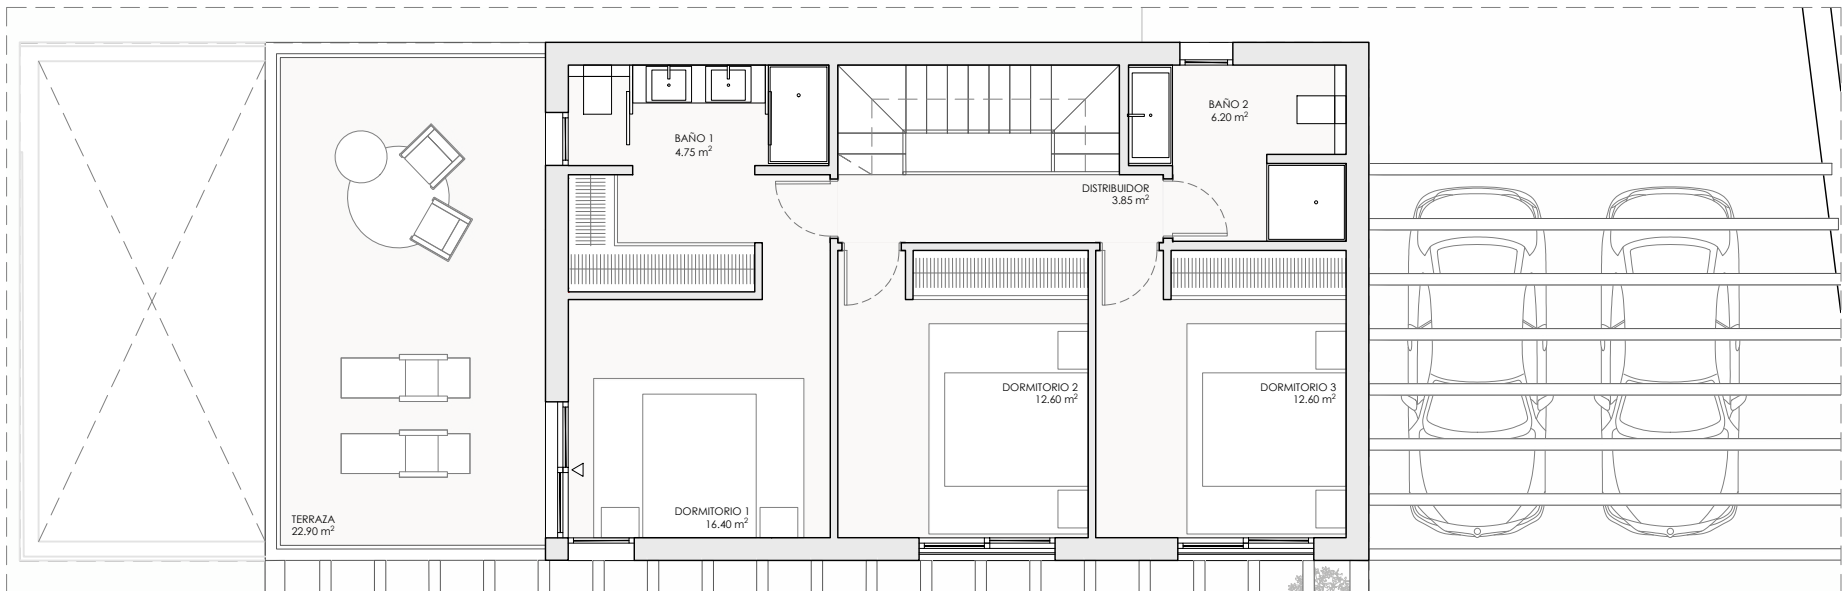 BAÑO 1
4.75 m²
BAÑO 2
6.20 m²
DISTRIBUIDOR
3.85 m²
DORMITORIO 2
12.60 m²
DORMITORIO 3
12.60 m²
TERRAZA
22.90 m²
DORMITORIO 1
16.40 m²